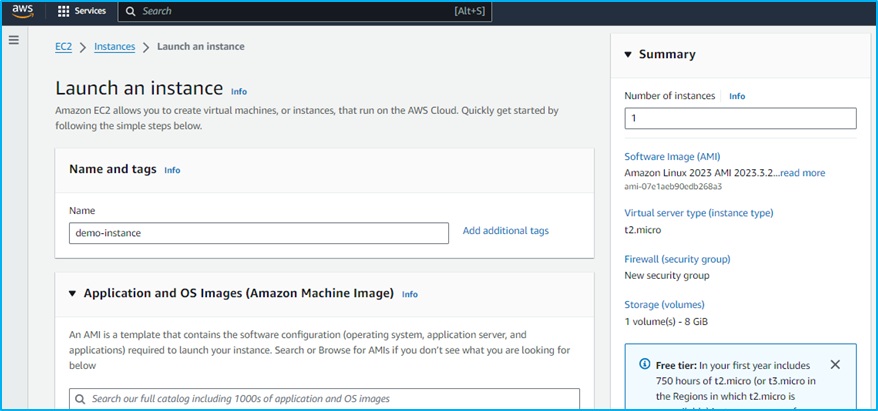 aws
Services
Search
[Alt+S]
EC2
Instances
Launch an instance
Launch an instance Info
Amazon EC2 allows you to create virtual machines, or instances, that run on the AWS Cloud. Quickly get started by
following the simple steps below.
Name and tags Info
Name
demo-instance
Add additional tags
Application and OS Images (Amazon Machine Image) Info
An AMI is a template that contains the software configuration (operating system, application server, and
applications) required to launch your instance. Search or Browse for AMIs if you don't see what you are looking for
below
Search our full catalog including 1000s of application and OS images
Summary
Number of instances Info
1
Software Image (AMI)
Amazon Linux 2023 AMI 2023.3.2...read more
ami-07e1aeb90edb268a3
Virtual server type (instance type)
t2.micro
Firewall (security group)
New security group
Storage (volumes)
1 volume(s) - 8 GiB
Free tier: In your first year includes
750 hours of t2.micro (or t3.micro in
the Regions in which t2.micro is